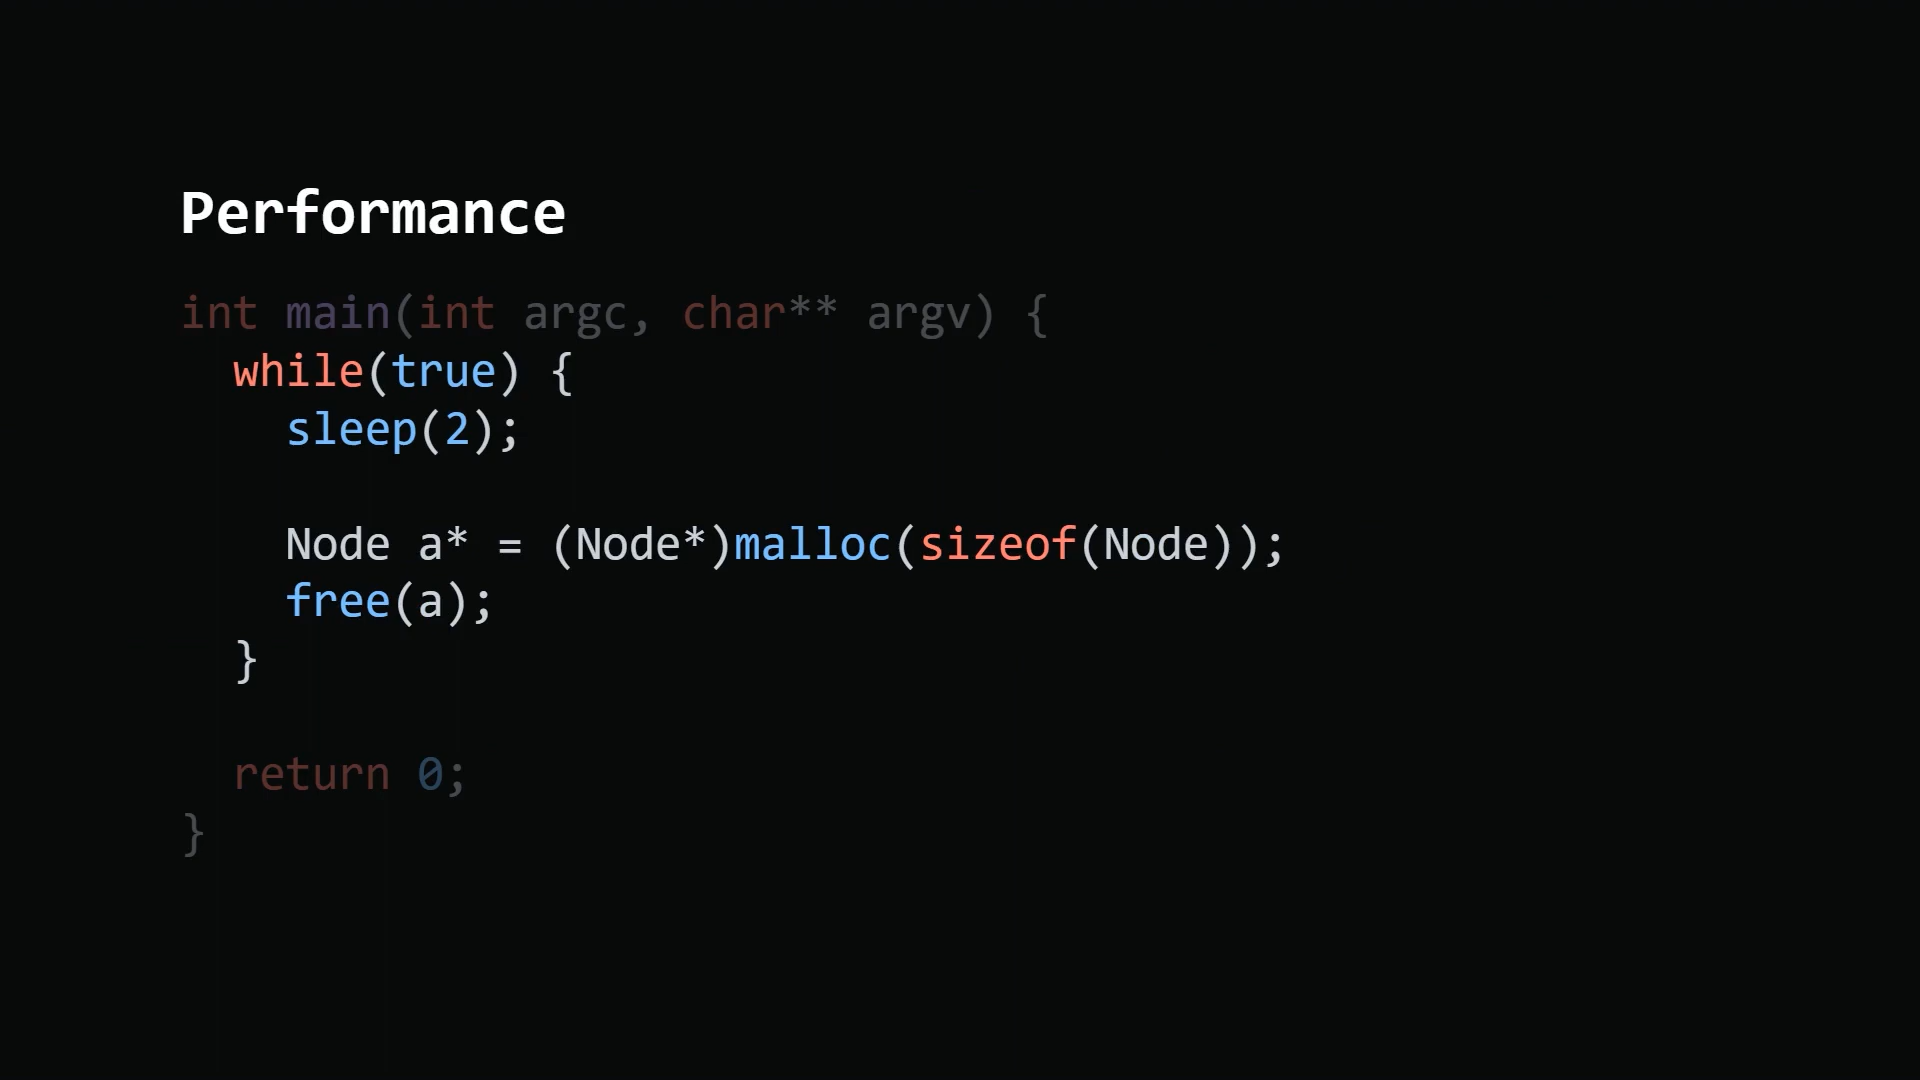 Performance
int main(int argc, char** argv) {
  while(true) {
    sleep(2);

    Node a* = (Node*)malloc(sizeof(Node));
    free(a);
  }

  return 0;
}